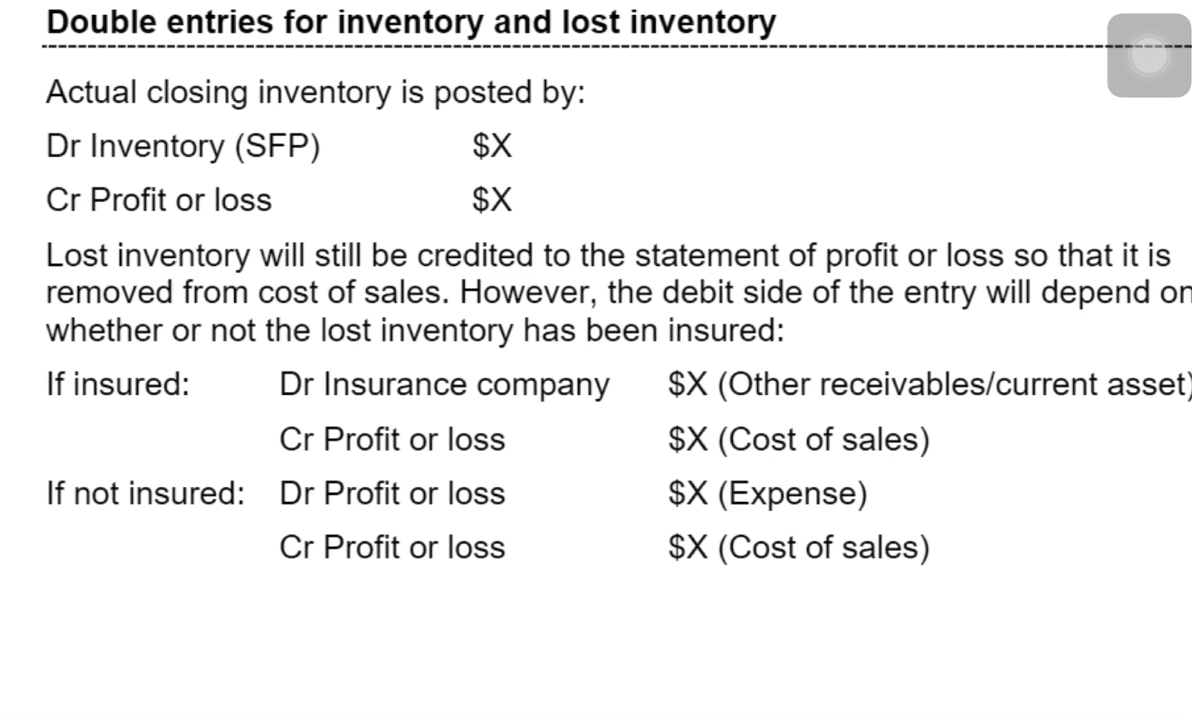 Double entries for inventory and lost inventory
Actual closing inventory is posted by:
Dr Inventory (SFP) $X
Cr Profit or loss $X
Lost inventory will still be credited to the statement of profit or loss so that it is
removed from cost of sales. However, the debit side of the entry will depend on
whether or not the lost inventory has been insured:
If insured: Dr Insurance company $X (Other receivables/current asset)
Cr Profit or loss $X (Cost of sales)
If not insured: Dr Profit or loss $X (Expense)
Cr Profit or loss $X (Cost of sales)